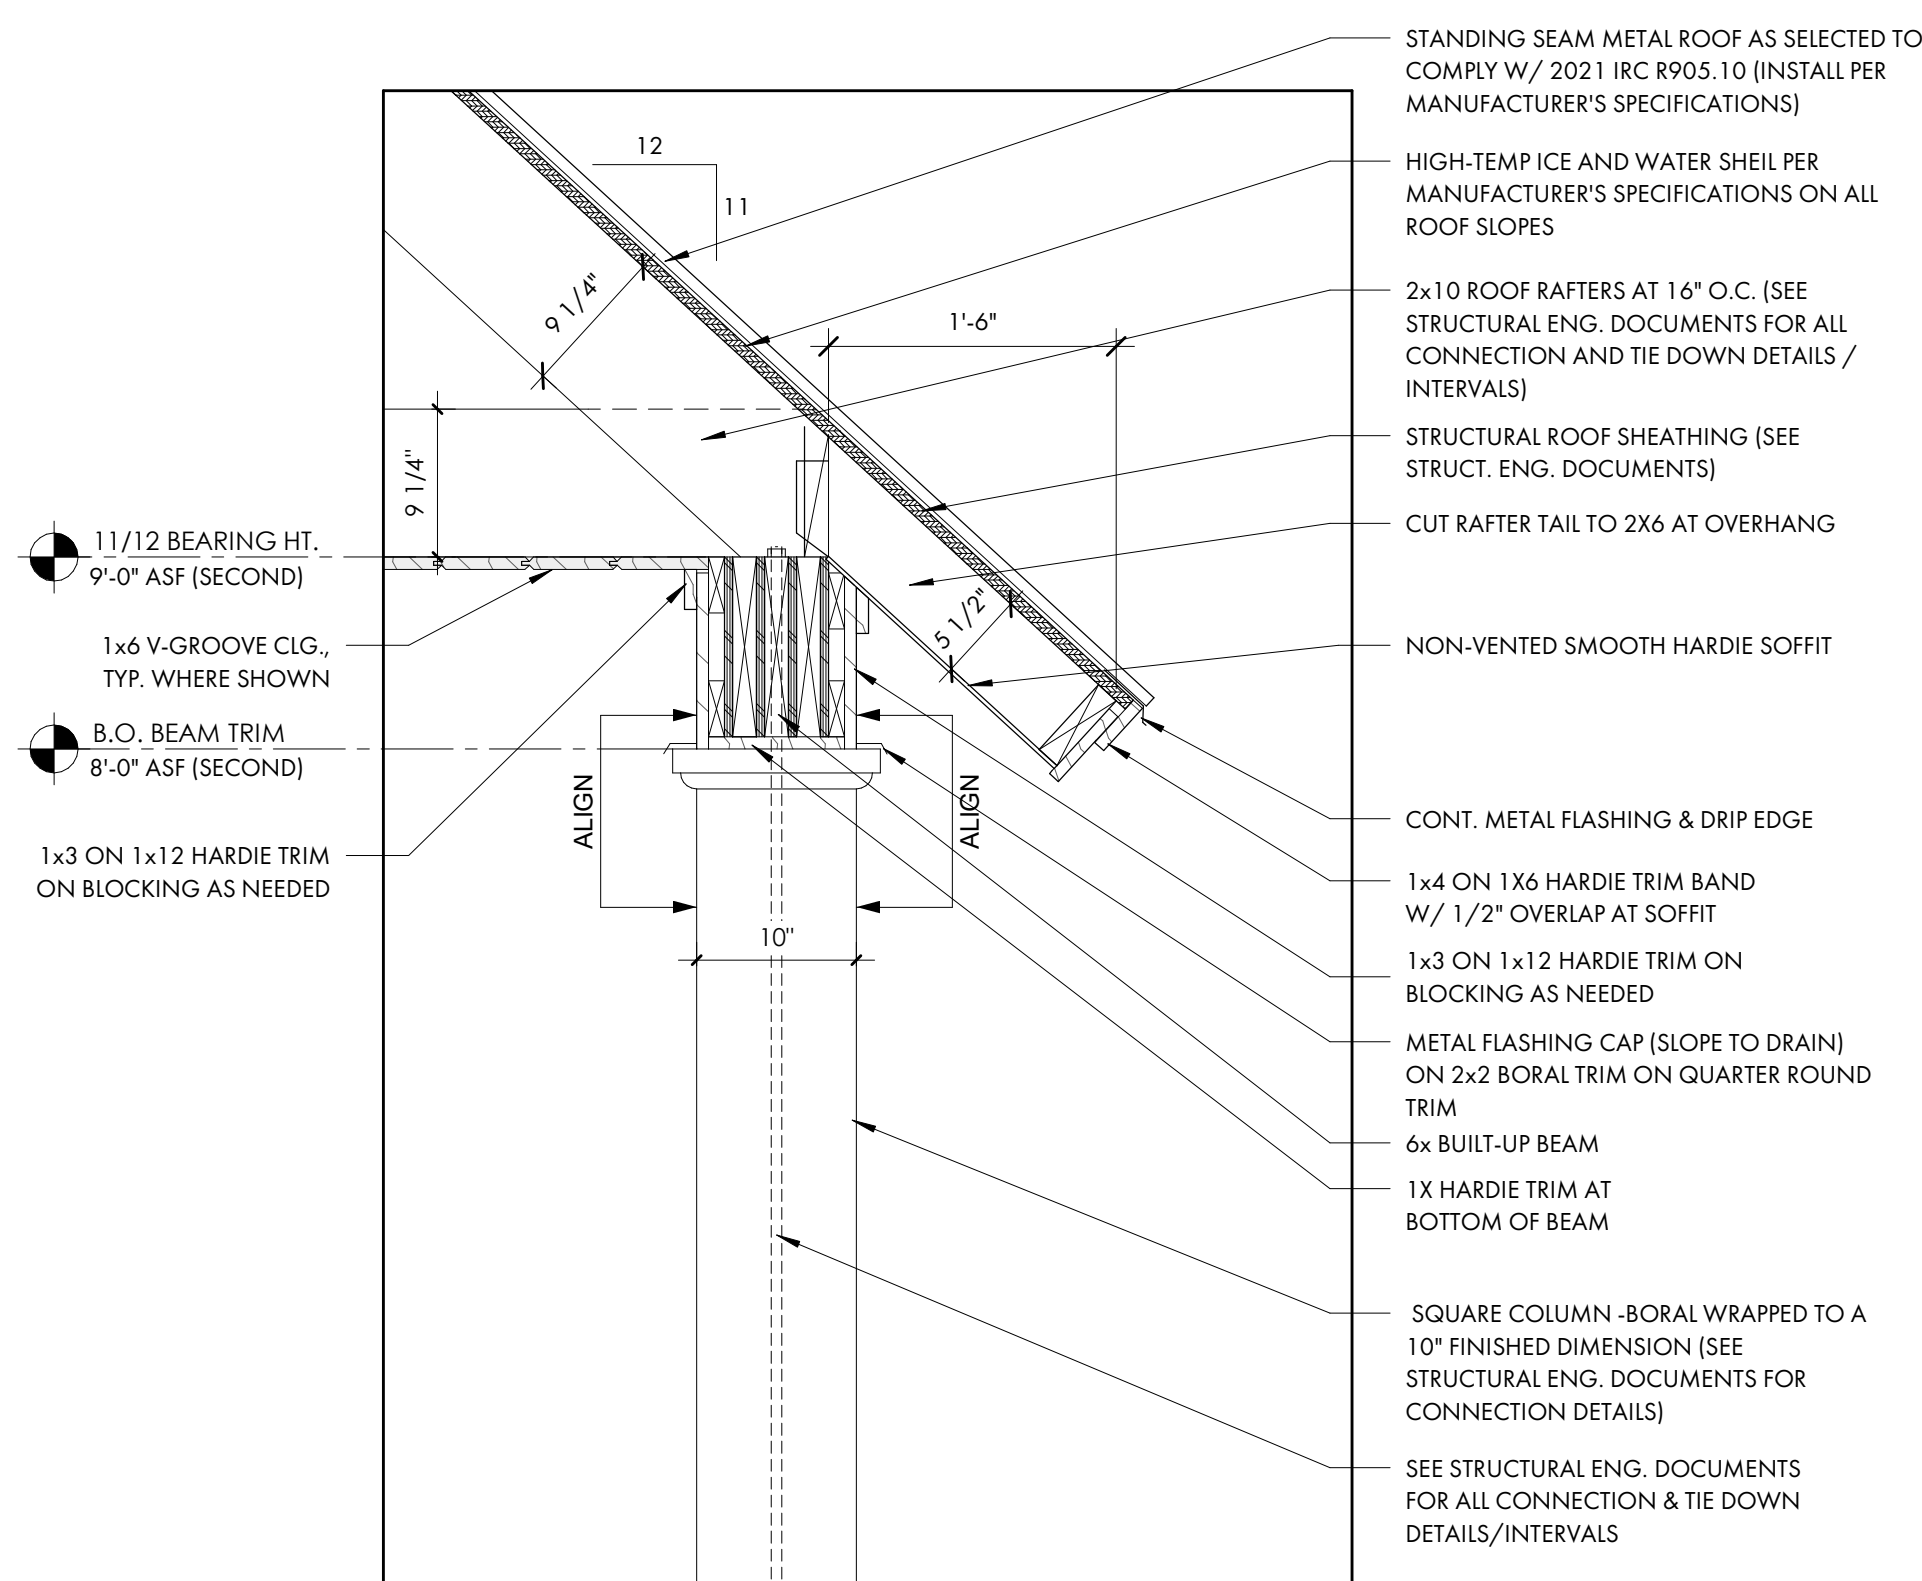 STANDING SEAM METAL ROOF AS SELECTED TO
COMPLY W/ 2021 IRC R905.10 (INSTALL PER
MANUFACTURER'S SPECIFICATIONS)
12
11
HIGH-TEMP ICE AND WATER SHEIL PER
MANUFACTURER'S SPECIFICATIONS ON ALL
ROOF SLOPES
9 1/4"
1'-6"
2x10 ROOF RAFTERS AT 16" O.C. (SEE
STRUCTURAL ENG. DOCUMENTS FOR ALL
CONNECTION AND TIE DOWN DETAILS /
INTERVALS)
9 1/4"
STRUCTURAL ROOF SHEATHING (SEE
STRUCT. ENG. DOCUMENTS)
CUT RAFTER TAIL TO 2X6 AT OVERHANG
11/12 BEARING HT.
9'-0" ASF (SECOND)
5 1/2"
1x6 V-GROOVE CLG.,
TYP. WHERE SHOWN
NON-VENTED SMOOTH HARDIE SOFFIT
B.O. BEAM TRIM
8'-0" ASF (SECOND)
ALIGN
ALIGN
CONT. METAL FLASHING & DRIP EDGE
1x3 ON 1x12 HARDIE TRIM
ON BLOCKING AS NEEDED
1x4 ON 1X6 HARDIE TRIM BAND
W/ 1/2" OVERLAP AT SOFFIT
10"
1x3 ON 1x12 HARDIE TRIM ON
BLOCKING AS NEEDED
METAL FLASHING CAP (SLOPE TO DRAIN)
ON 2x2 BORAL TRIM ON QUARTER ROUND
TRIM
6x BUILT-UP BEAM
1X HARDIE TRIM AT
BOTTOM OF BEAM
SQUARE COLUMN -BORAL WRAPPED TO A
10" FINISHED DIMENSION (SEE
STRUCTURAL ENG. DOCUMENTS FOR
CONNECTION DETAILS)
SEE STRUCTURAL ENG. DOCUMENTS
FOR ALL CONNECTION & TIE DOWN
DETAILS/INTERVALS